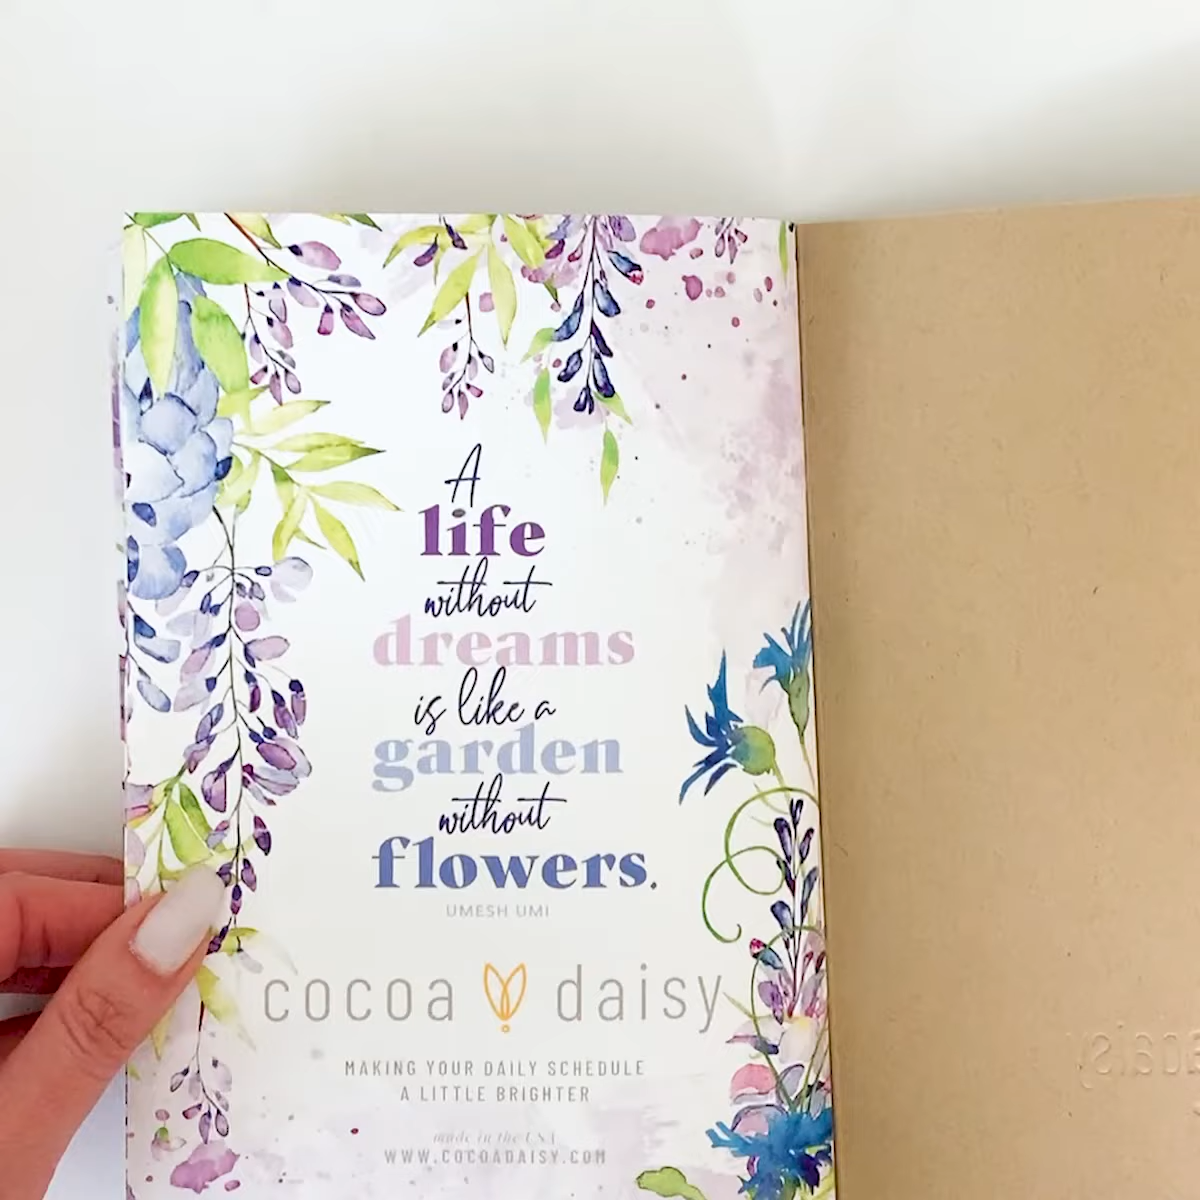 A
life
without
dreams
is like a
garden
without
flowers.
UMESH UMI
cocoa daisy
MAKING YOUR DAILY SCHEDULE
A LITTLE BRIGHTER
made in the USA
WWW.COCOADAISY.COM